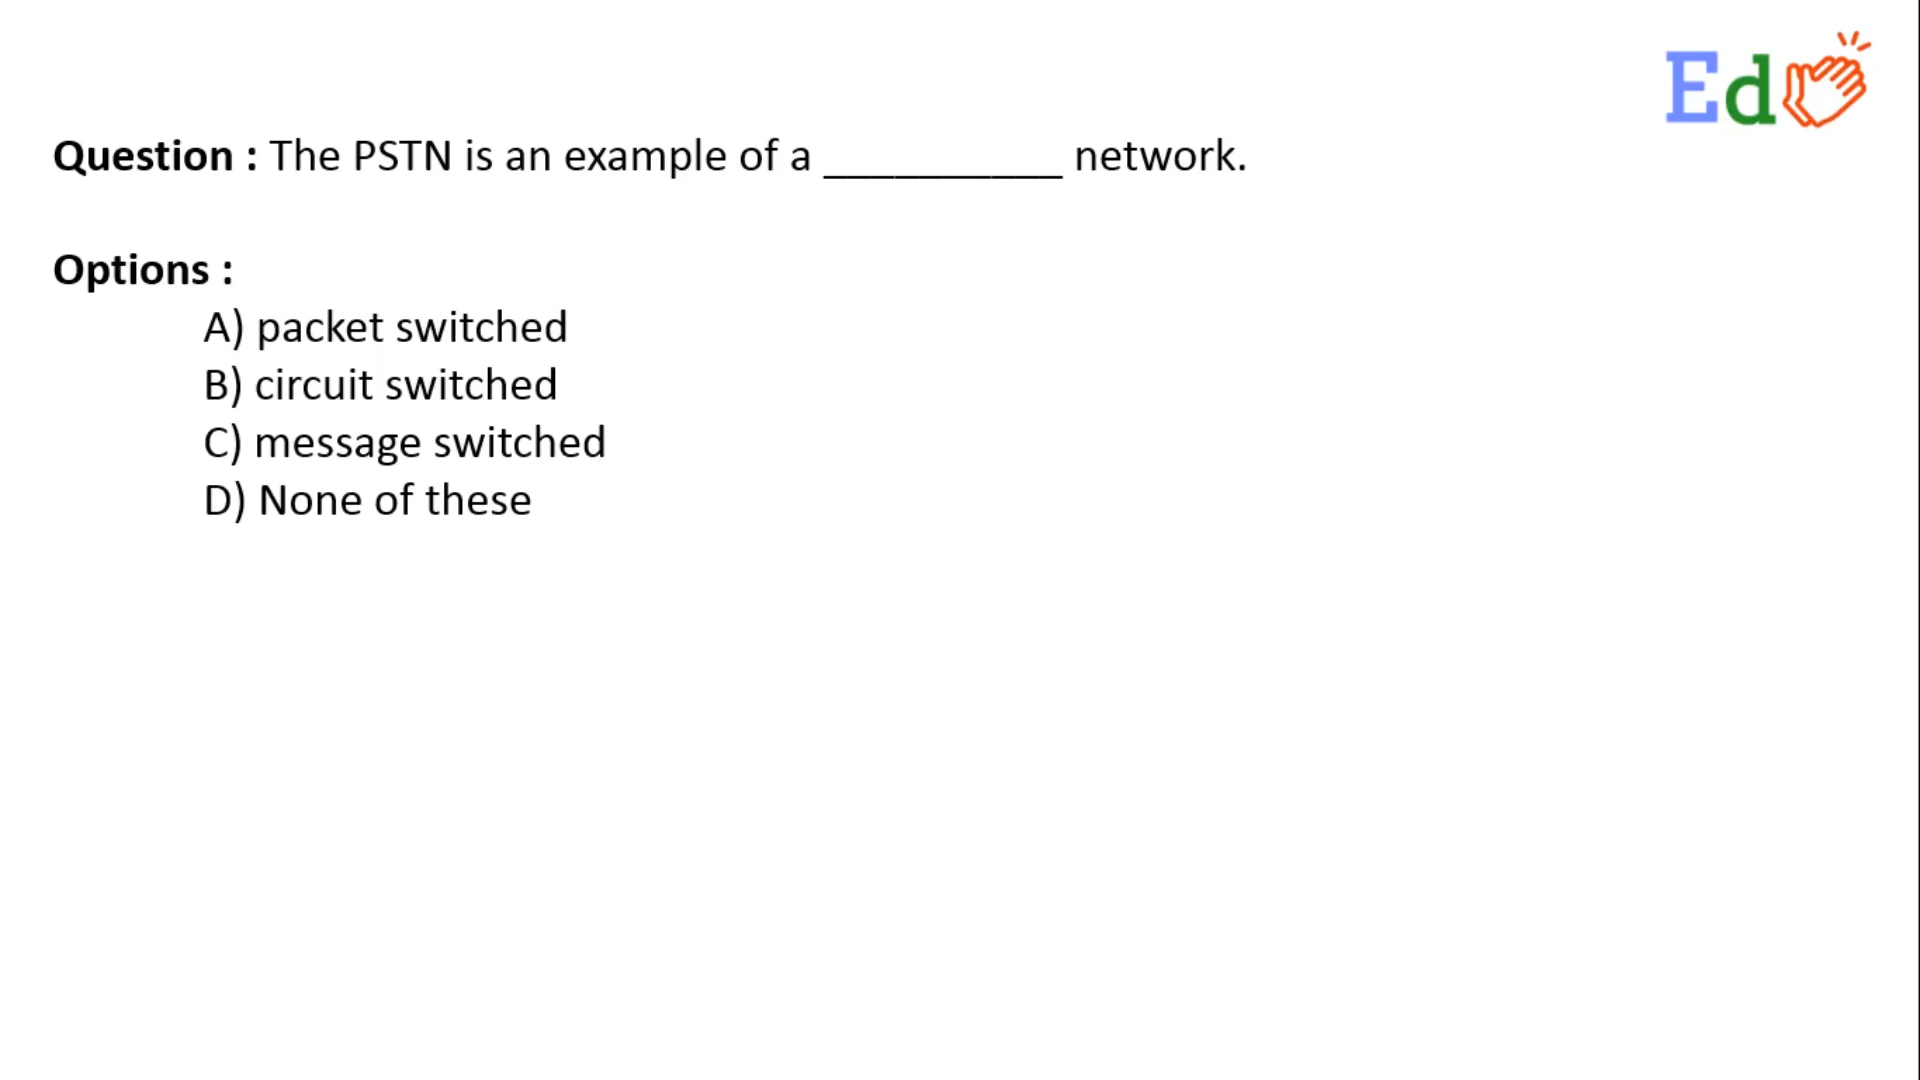 Ed
Question : The PSTN is an example of a __________ network.
Options :
A) packet switched
B) circuit switched
C) message switched
D) None of these